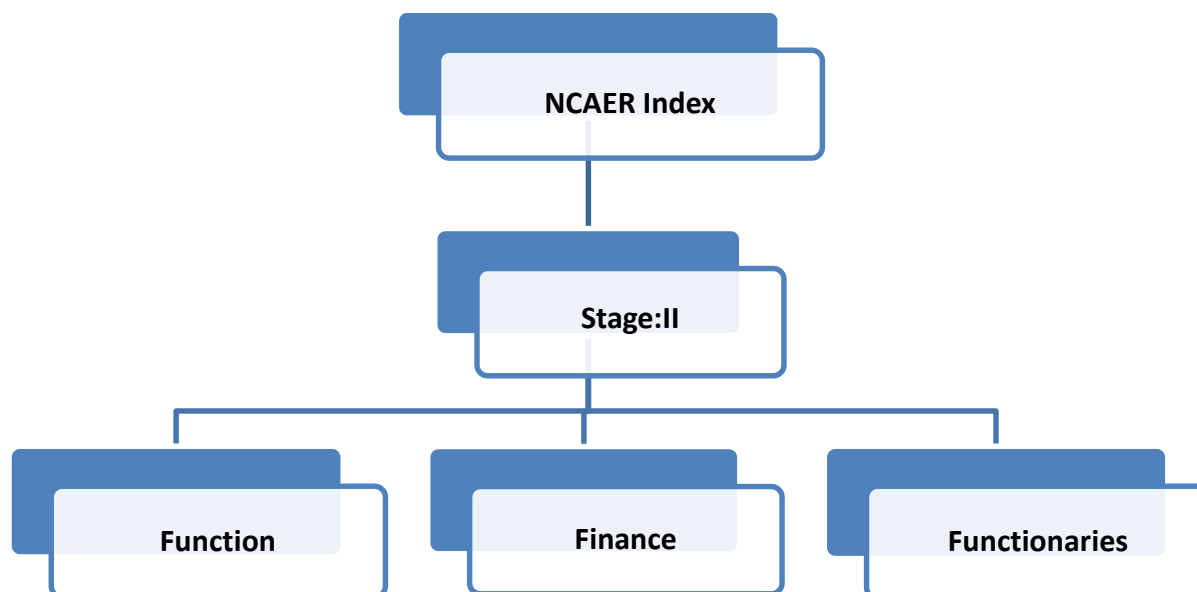 NCAER Index
Stage:II
Function
Finance
Functionaries